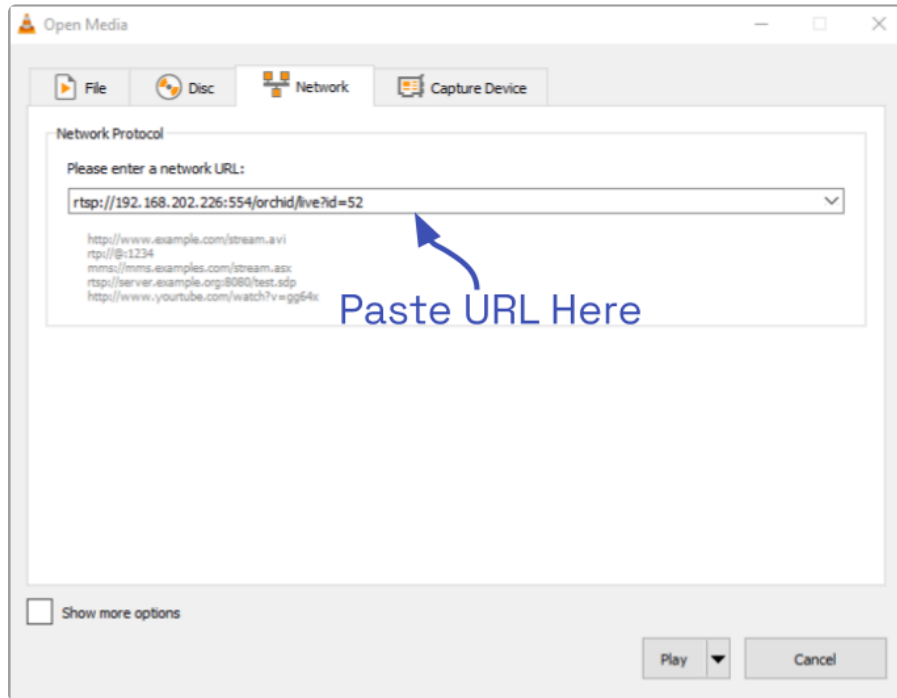 Open Media
File
Disc
Network
Capture Device
Network Protocol
Please enter a network URL:
rtsp://192.168.202.226:554/orchid/live?id=52
http://www.example.com/stream.avi
rtp://@:1234
mms://mms.examples.com/stream.asx
rtsp://server.example.org:8080/test.sdp
http://www.yourtube.com/watch?v=gg64x
Paste URL Here
Show more options
Play
Cancel